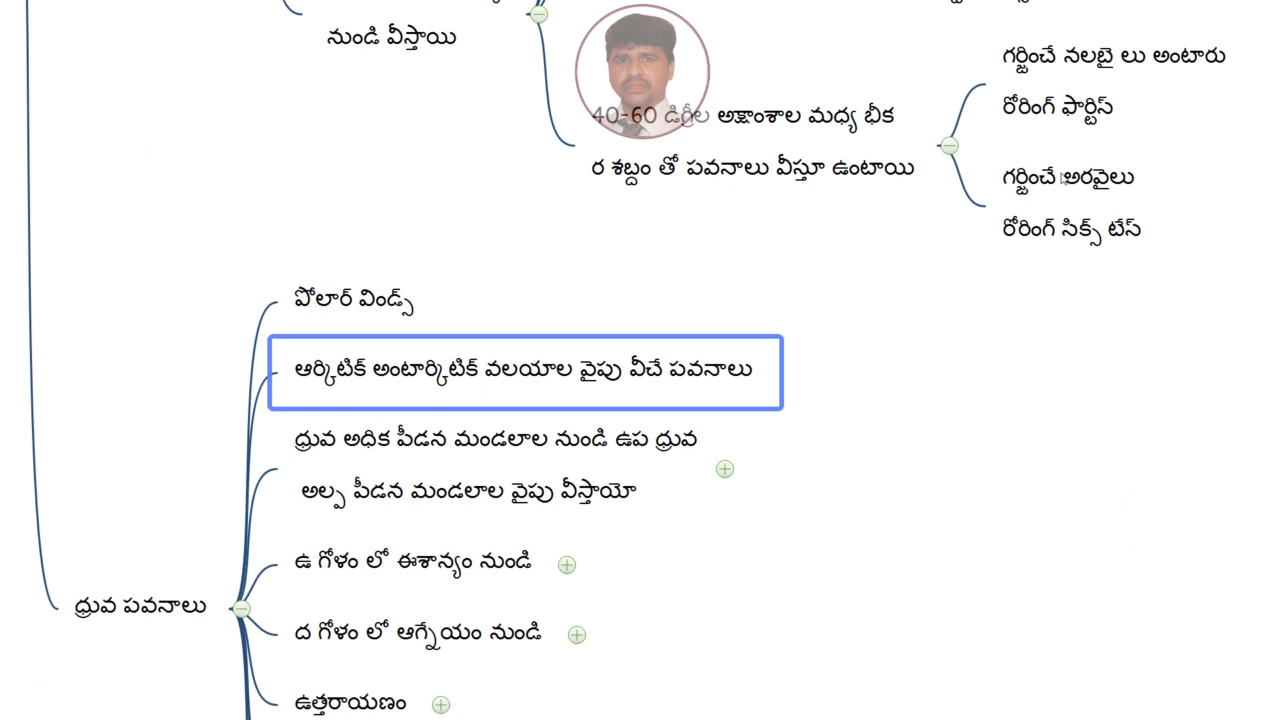 నుండి వీస్తాయి
గర్జించే నలబై లు అంటారు
రోరింగ్ ఫార్టిస్
40-60 డిగ్రీల అక్షాంశాల మధ్య భీక
ర శబ్దం తో పవనాలు వీస్తూ ఉంటాయి
గర్జించే అరవైలు
రోరింగ్ సిక్స్ టేస్
పోలార్ విండ్స్
ఆర్కిటిక్ అంటార్కిటిక్ వలయాల వైపు వీచే పవనాలు
ధ్రువ అధిక పీడన మండలాల నుండి ఉప ధ్రువ
అల్ప పీడన మండలాల వైపు వీస్తాయో
ఉ గోళం లో ఈశాన్యం నుండి
ధ్రువ పవనాలు
ద గోళం లో ఆగ్నేయం నుండి
ఉత్తరాయణం